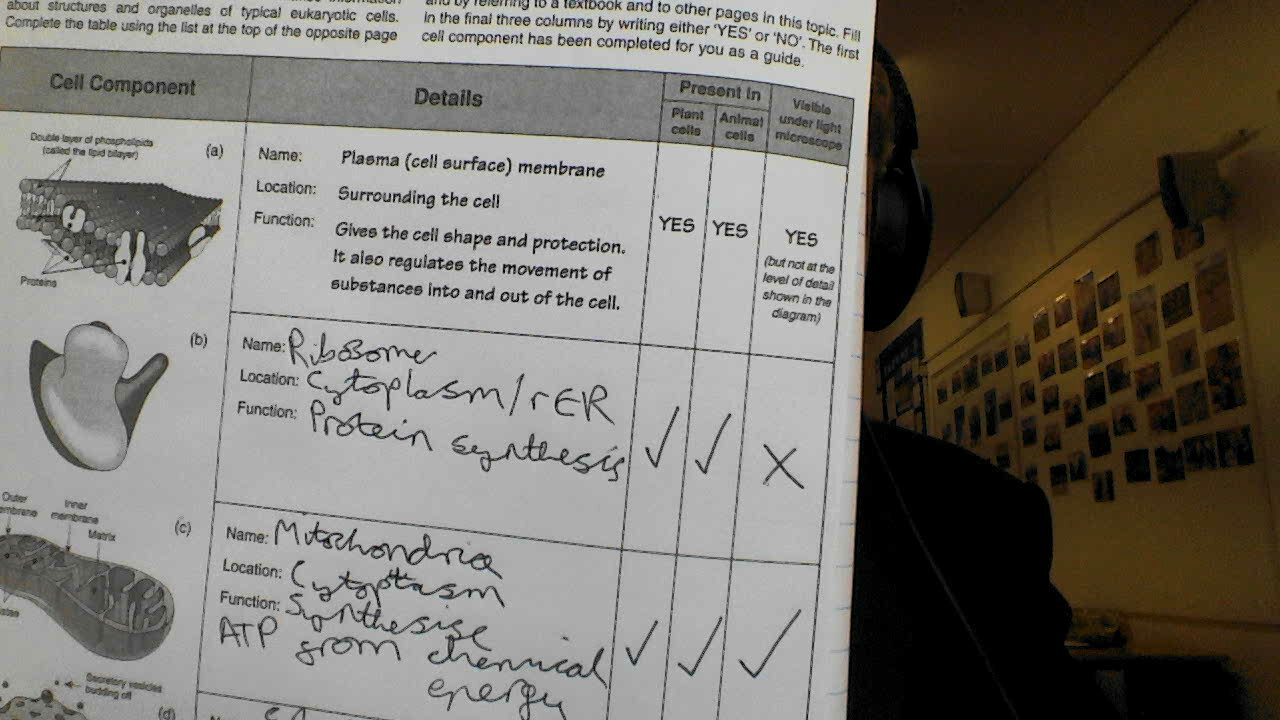 about structures and organelles of typical eukaryotic cells.
Complete the table using the list at the top of the opposite page
and by referring to a textbook and to other pages in this topic. Fill
in the final three columns by writing either 'YES' or 'NO'. The first
cell component has been completed for you as a guide.
Cell Component
Details
Present in
Plant
cells
Animal
cells
Visible
under light
microscope
Double layer of phospholipids
(called the lipid bilayer)
(a)
Proteins
Name: Plasma (cell surface) membrane
Location: Surrounding the cell
Function: Gives the cell shape and protection.
It also regulates the movement of
substances into and out of the cell.
YES
YES
YES
(but not at the
level of detail
shown in the
diagram)
(b)
Name: Ribosome
Location: Cytoplasm/rER
Function: Protein synthesis
✓ ✓ X
Outer
Inner
membrane
Matrix
(c)
Name: Mitochondria
Location: Cytoplasm
Function: Synthesise
ATP from chemical
energy
✓ ✓ ✓
Secretory vesicles
budding off
(d)